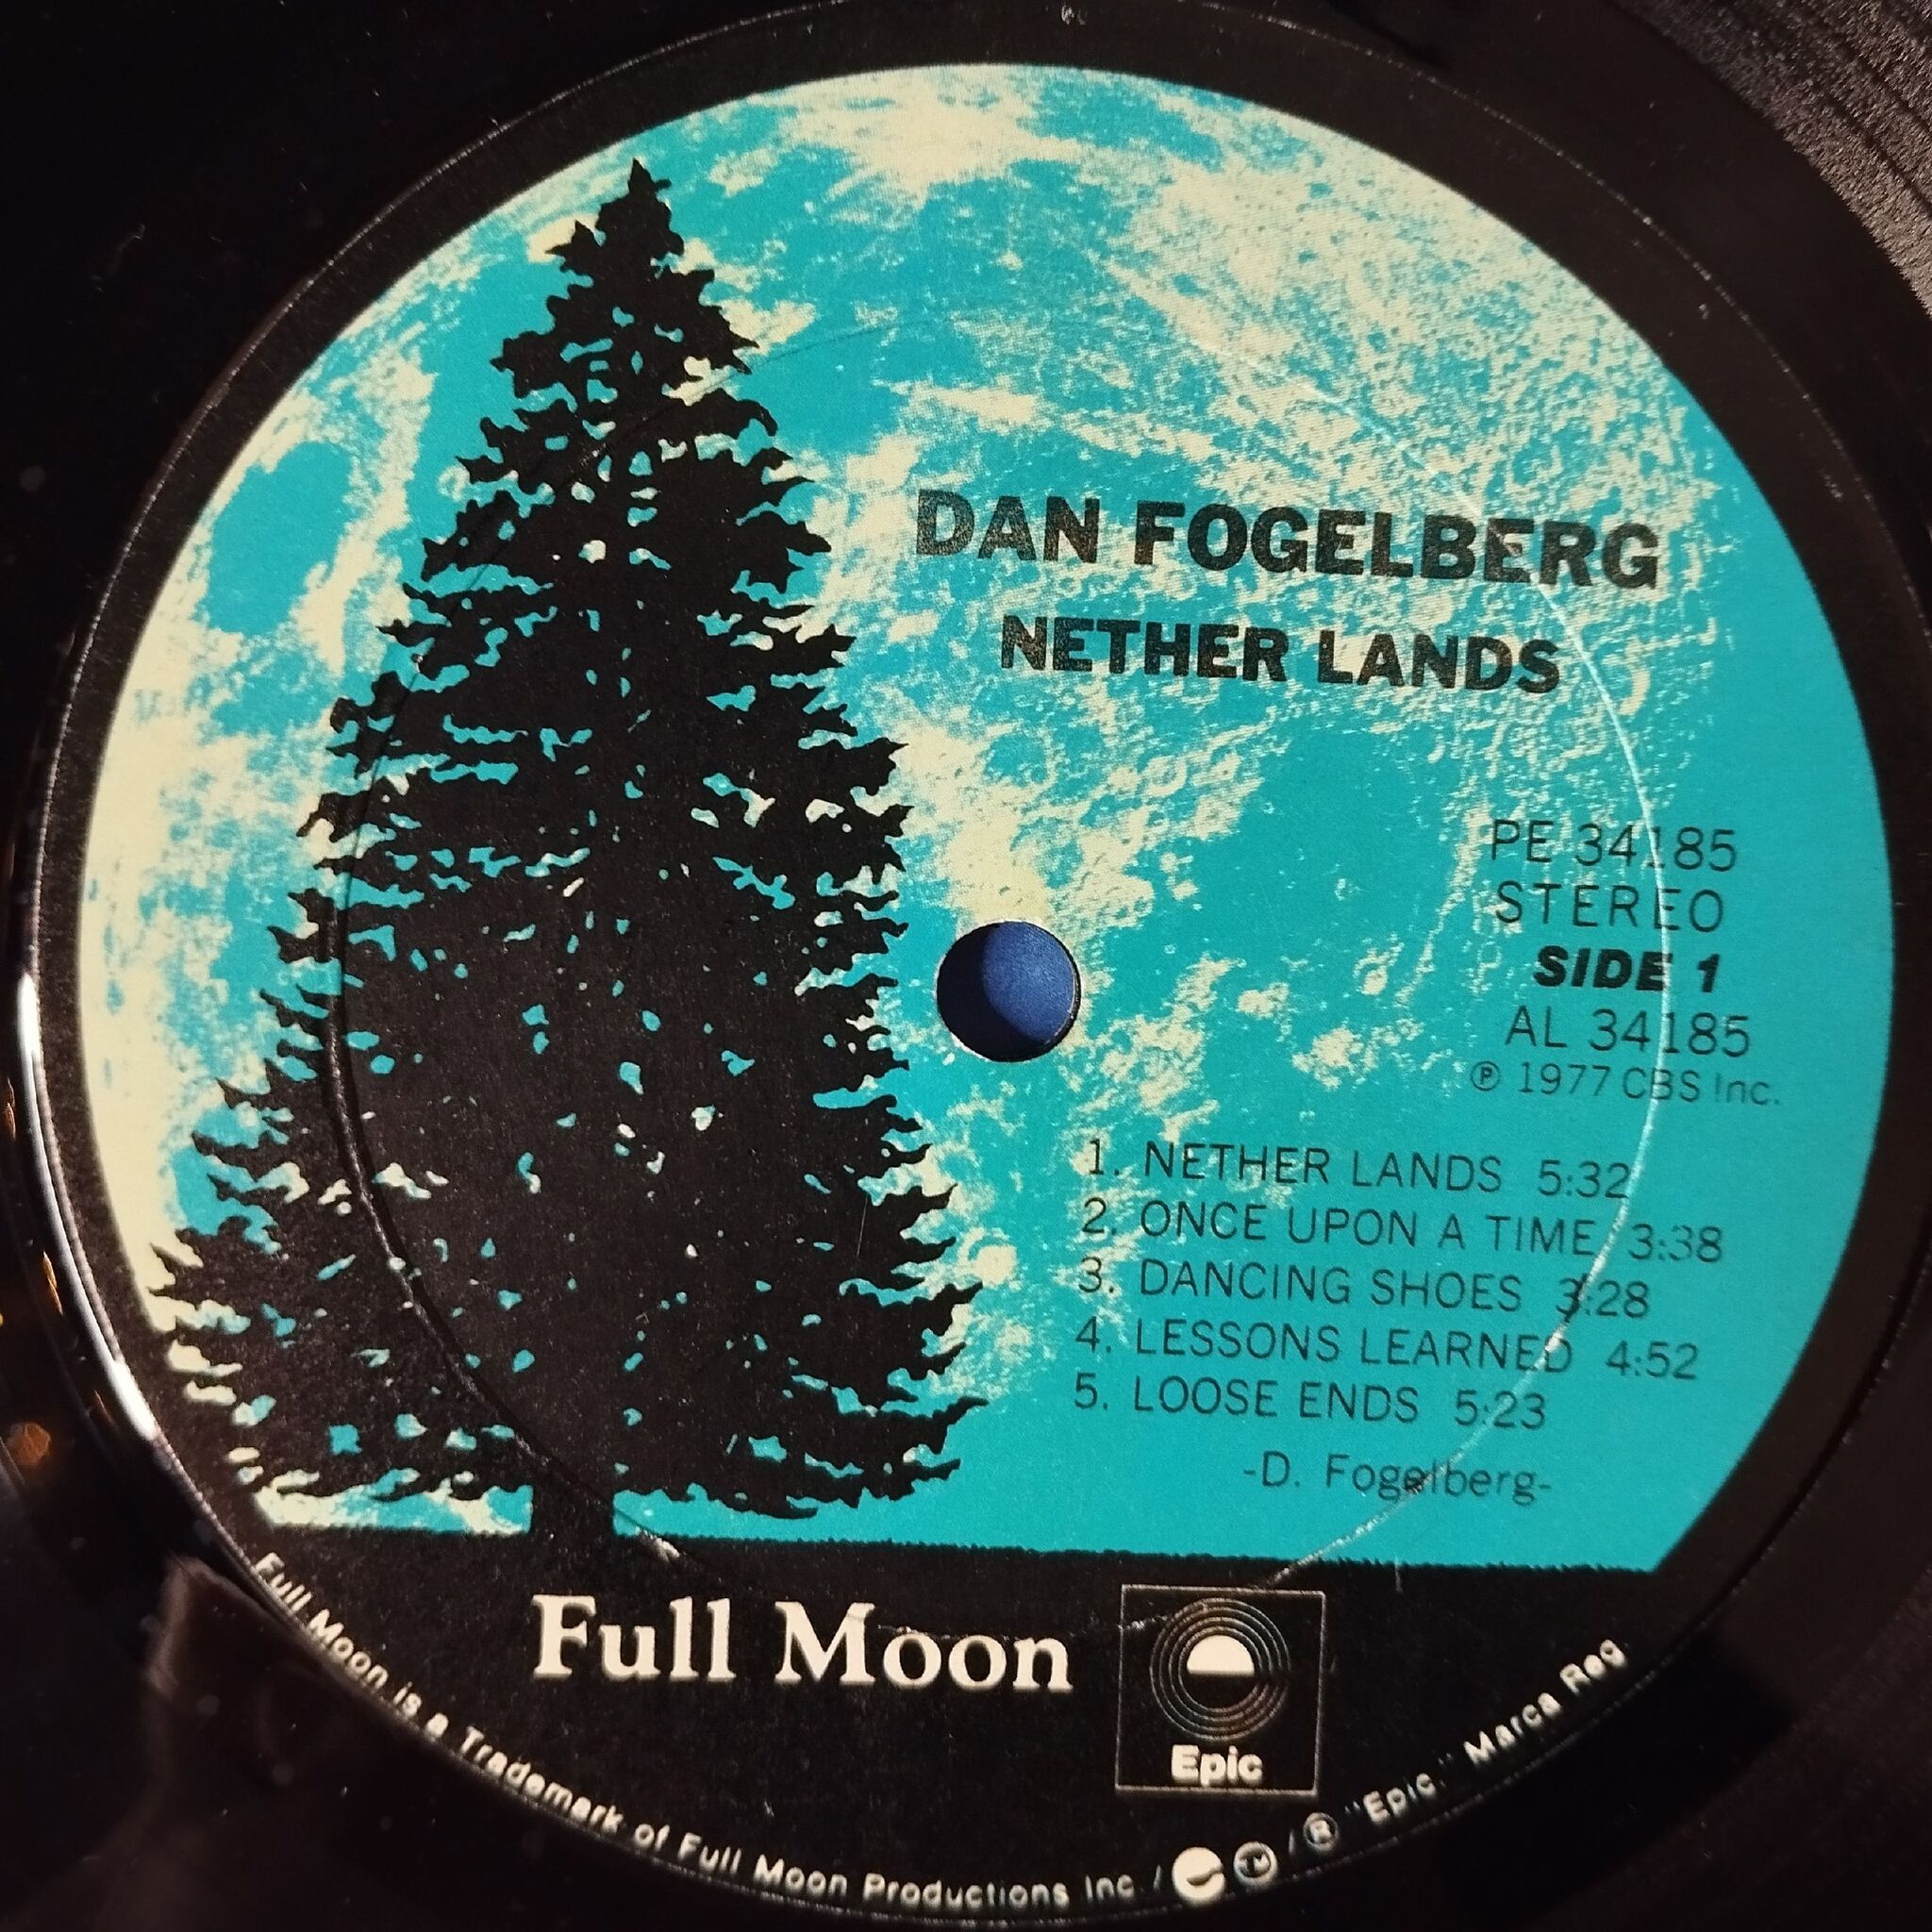 DAN FOGELBERG
NETHER LANDS
PE 34185
STEREO
SIDE 1
AL 34185
℗ 1977 CBS Inc.
1. NETHER LANDS 5:32
2. ONCE UPON A TIME 3:38
3. DANCING SHOES 3:28
4. LESSONS LEARNED 4:52
5. LOOSE ENDS 5:23
-D. Fogelberg-
Full Moon
Epic
Full Moon is a Trademark of Full Moon Productions Inc. / ™ / ® "Epic," Marca Reg